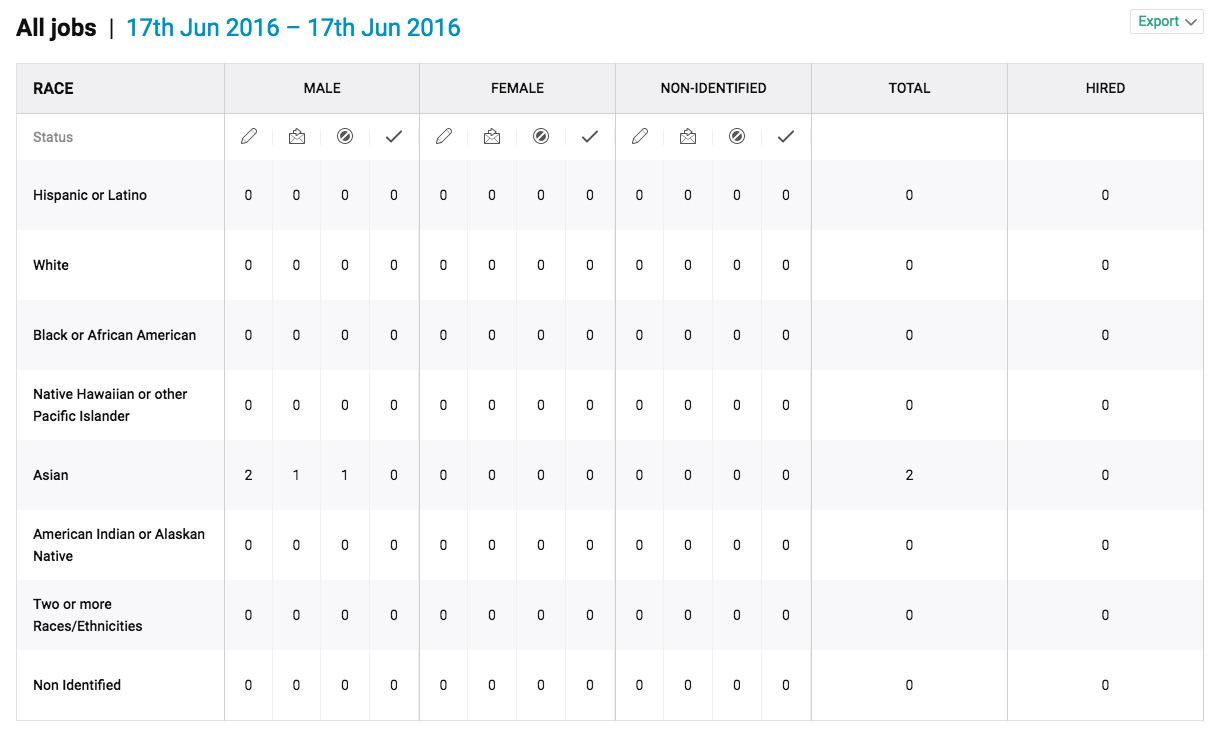 All jobs | 17th Jun 2016 – 17th Jun 2016
Export
RACE MALE FEMALE NON-IDENTIFIED TOTAL HIRED
Status
Hispanic or Latino 0 0 0 0 0 0 0 0 0 0 0 0 0 0
White 0 0 0 0 0 0 0 0 0 0 0 0 0 0
Black or African American 0 0 0 0 0 0 0 0 0 0 0 0 0 0
Native Hawaiian or other
Pacific Islander 0 0 0 0 0 0 0 0 0 0 0 0 0 0
Asian 2 1 1 0 0 0 0 0 0 0 0 0 2 0
American Indian or Alaskan
Native 0 0 0 0 0 0 0 0 0 0 0 0 0 0
Two or more
Races/Ethnicities 0 0 0 0 0 0 0 0 0 0 0 0 0 0
Non Identified 0 0 0 0 0 0 0 0 0 0 0 0 0 0